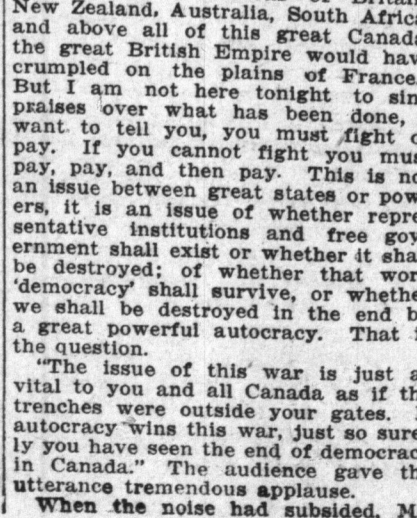 New Zealand, Australia, South Afric
and above all of this great Canad
the great British Empire would hav
crumpled on the plains of France.
But I am not here tonight to sin
praises over what has been done,
want to tell you, you must fight o
pay. If you cannot fight you mus
pay, pay, and then pay. This is no
an issue between great states or pow
ers, it is an issue of whether repre
sentative institutions and free gov
ernment shall exist or whether it sha
be destroyed; of whether that wor
'democracy' shall survive, or whethe
we shall be destroyed in the end b
a great powerful autocracy. That i
the question.
"The issue of this war is just a
vital to you and all Canada as if th
trenches were outside your gates.
autocracy wins this war, just so sure
ly you have seen the end of democrac
in Canada." The audience gave th
utterance tremendous applause.
When the noise had subsided, M